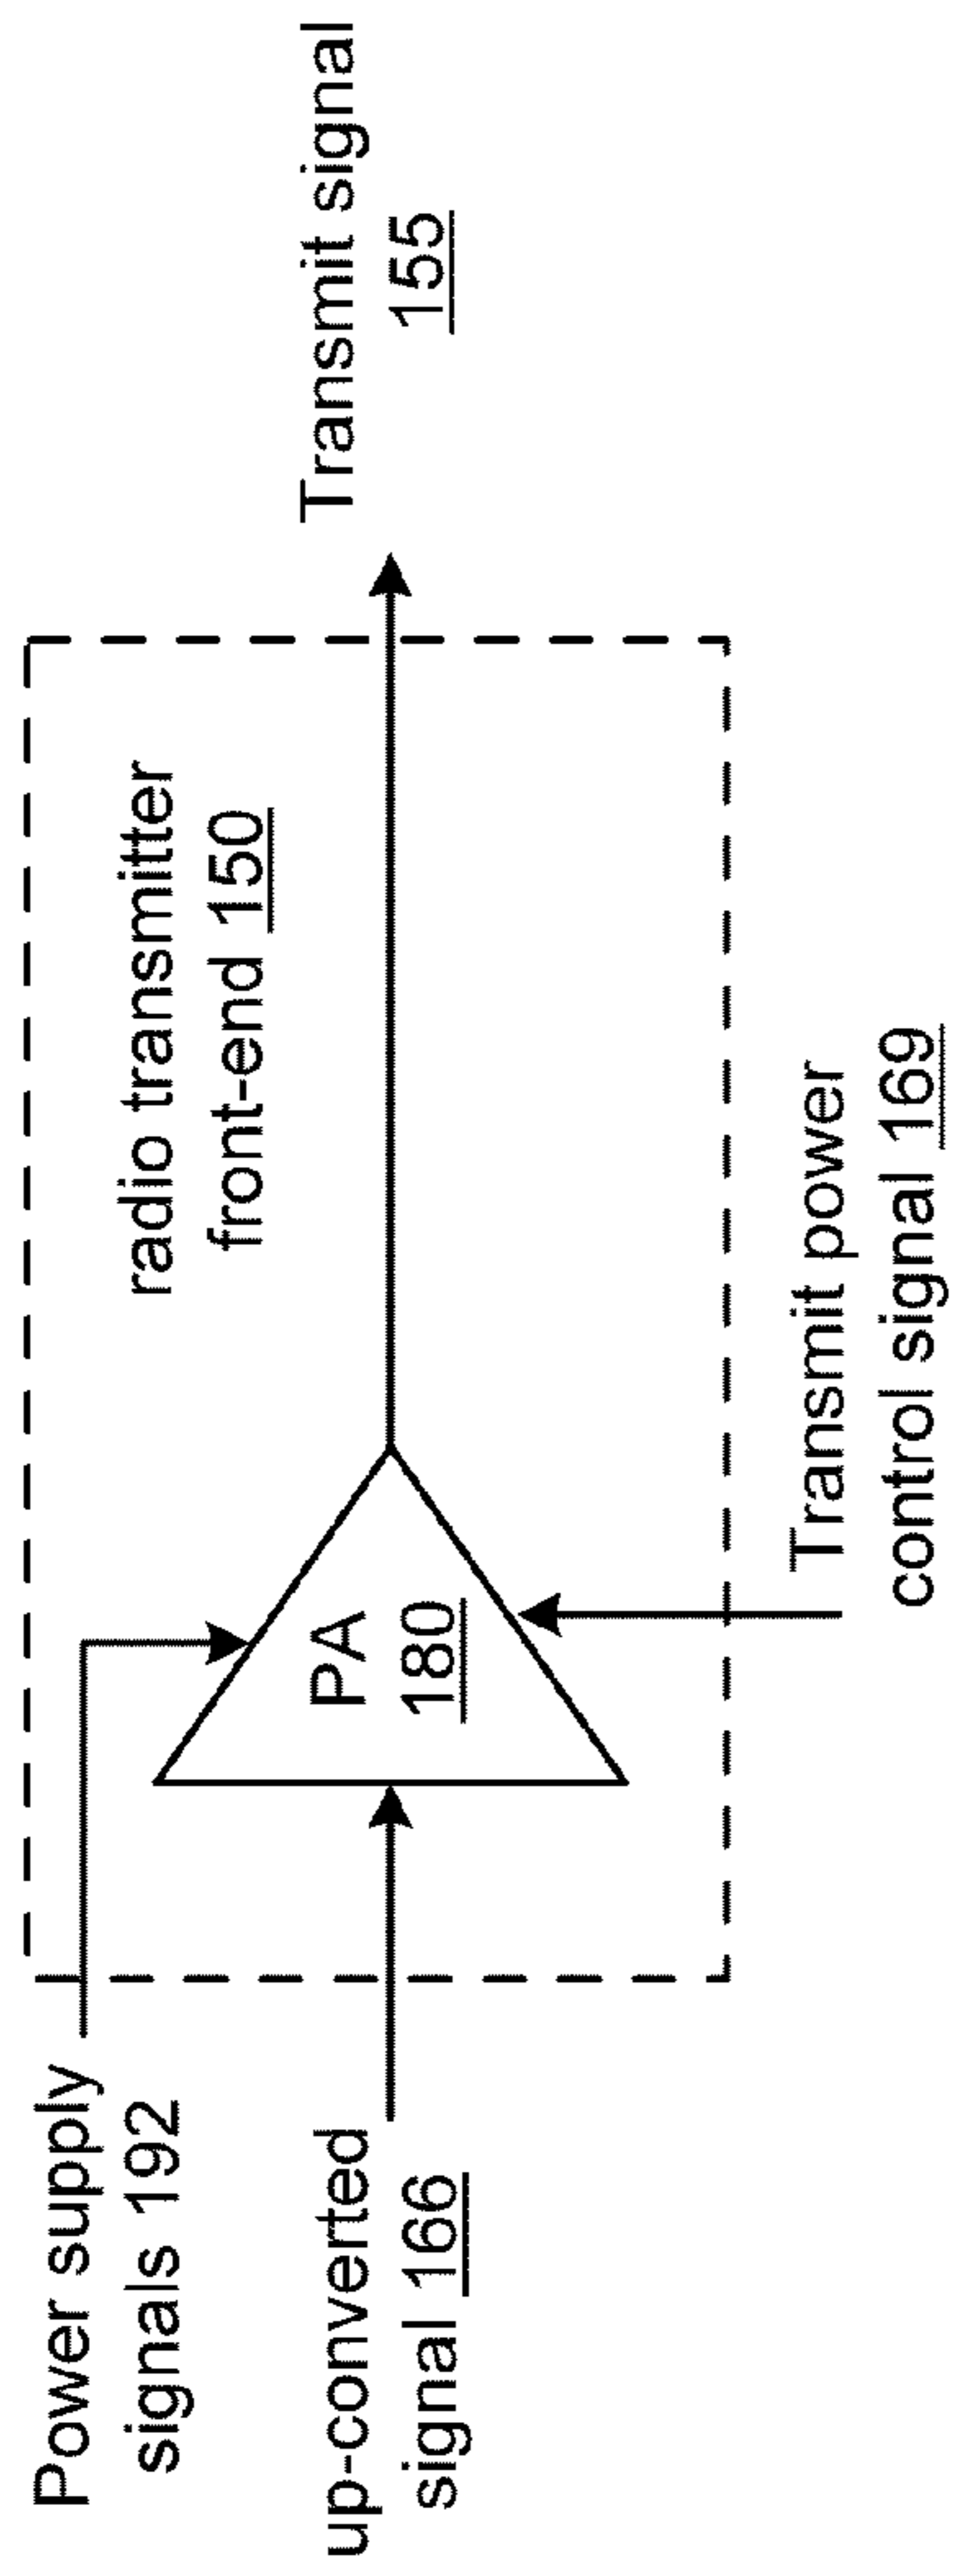 Power supply
signals 192
up-converted
signal 166
PA
180
radio transmitter
front-end 150
Transmit power
control signal 169
Transmit signal
155